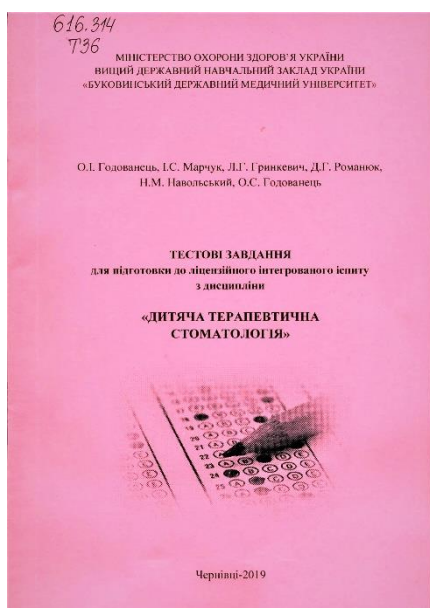 616.314
Т36
МІНІСТЕРСТВО ОХОРОНИ ЗДОРОВ'Я УКРАЇНИ
ВИЩИЙ ДЕРЖАВНИЙ НАВЧАЛЬНИЙ ЗАКЛАД УКРАЇНИ
«БУКОВИНСЬКИЙ ДЕРЖАВНИЙ МЕДИЧНИЙ УНІВЕРСИТЕТ»
О.І. Годованець, І.С. Марчук, Л.Г. Гринкевич, Д.Г. Романюк,
Н.М. Навольський, О.С. Годованець
ТЕСТОВІ ЗАВДАННЯ
для підготовки до ліцензійного інтегрованого іспиту
з дисципліни
«ДИТЯЧА ТЕРАПЕВТИЧНА
СТОМАТОЛОГІЯ»
Чернівці-2019